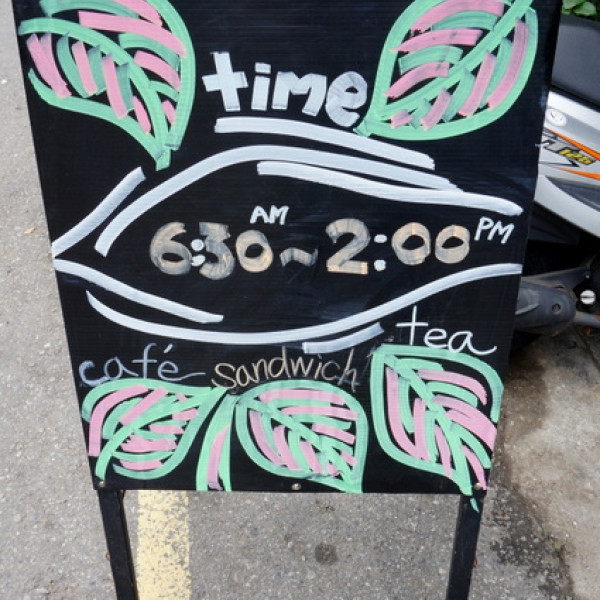 time
6:30 AM ~ 2:00 PM
café sandwich tea